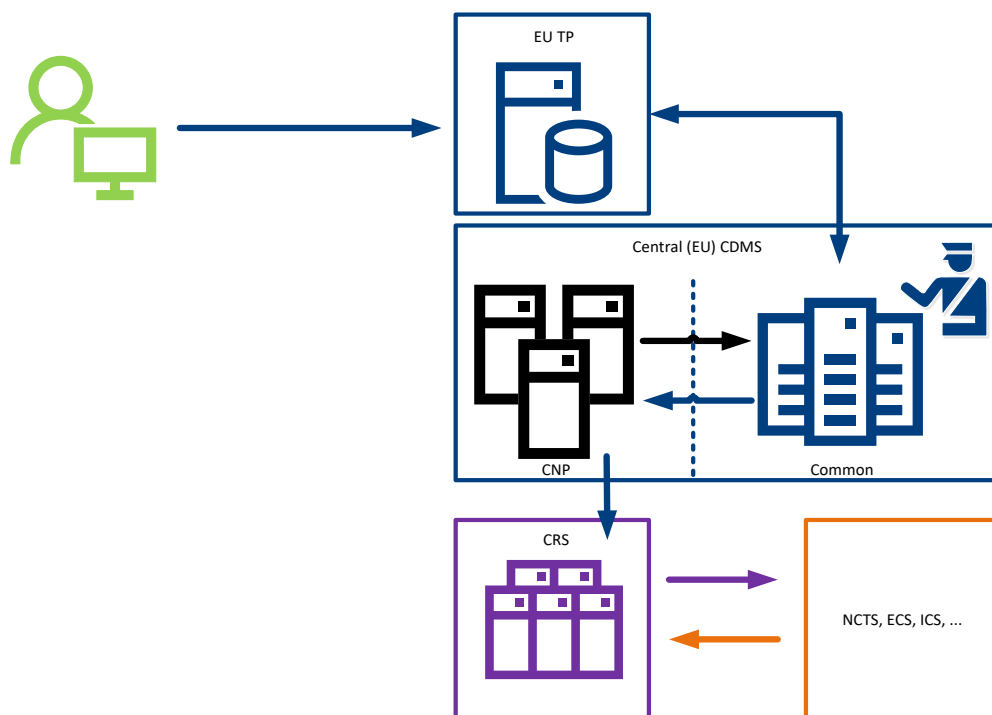 EU TP
Central (EU) CDMS
CNP
Common
CRS
NCTS, ECS, ICS, ...